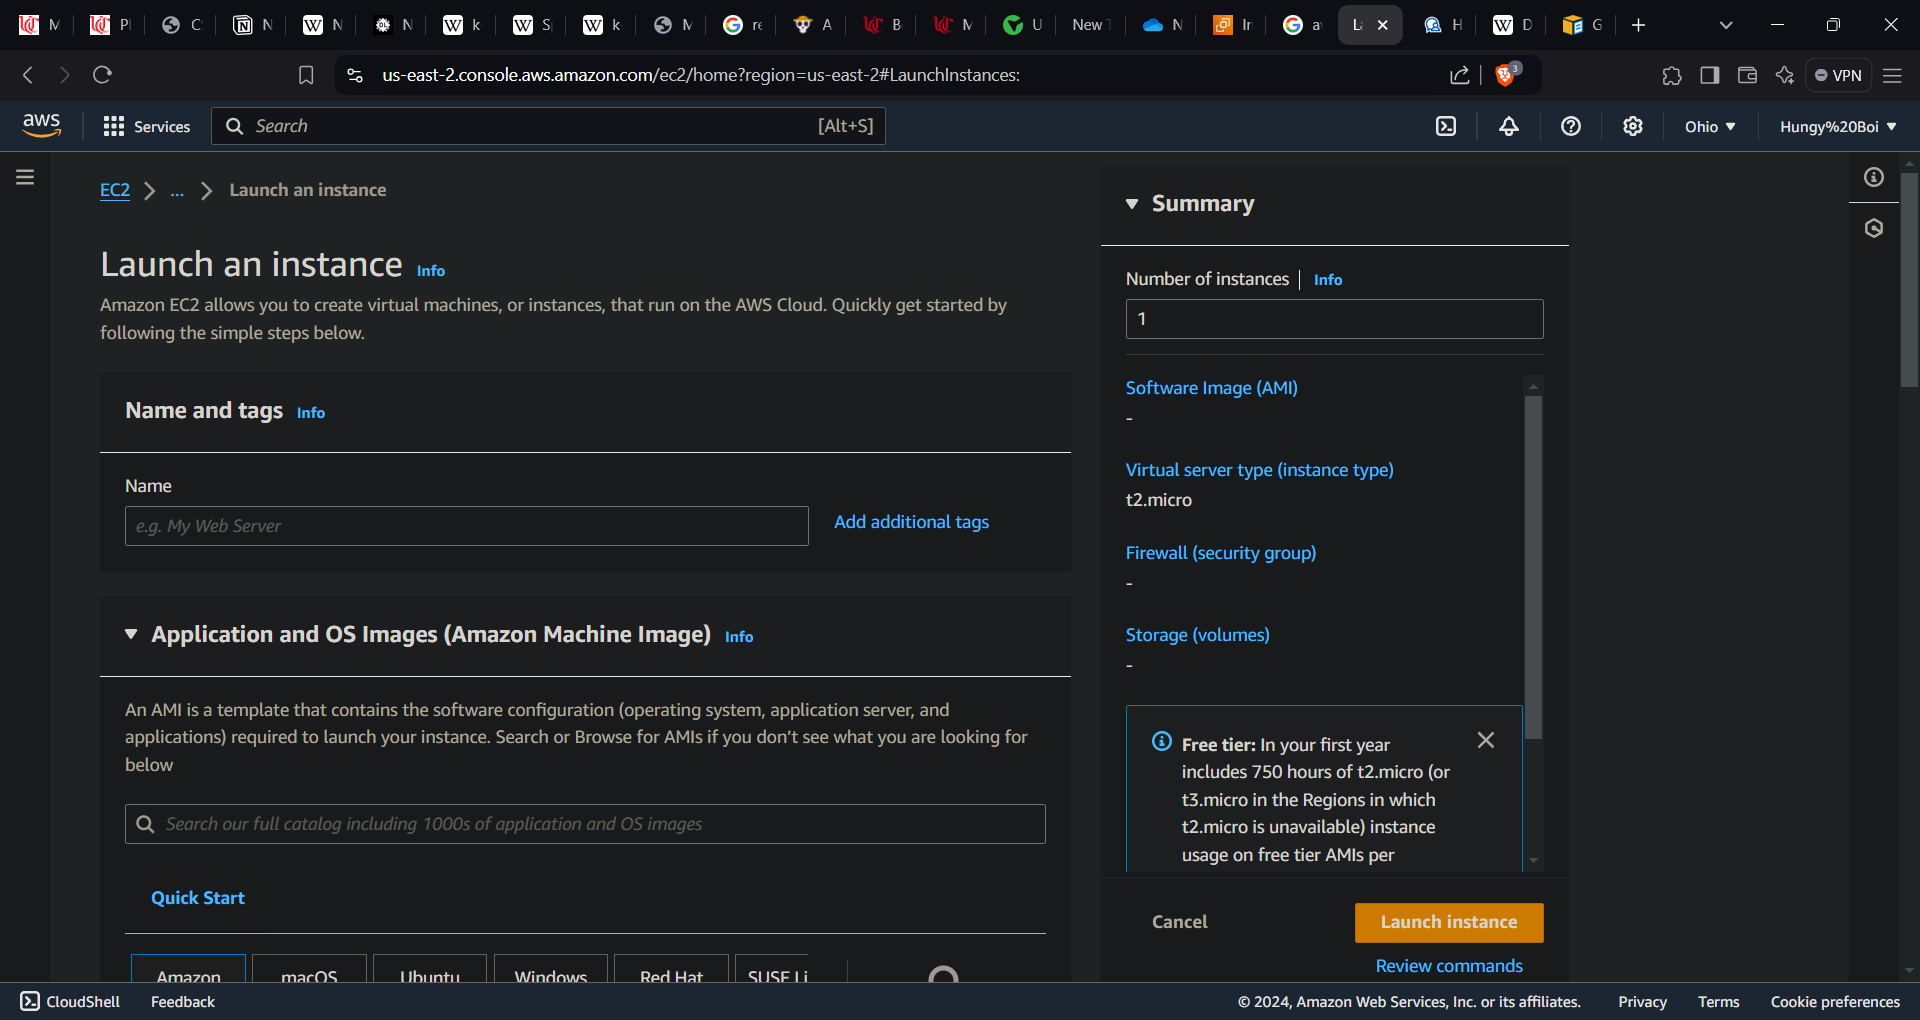 M
Pl
C
N
N
N
k
S
k
M
re
A
B
M
U
New T
N
In
a
L
H
D
G
us-east-2.console.aws.amazon.com/ec2/home?region=us-east-2#LaunchInstances:
3
VPN
aws
Services
Search
[Alt+S]
Ohio
Hungy%20Boi
EC2
...
Launch an instance
Launch an instance Info
Amazon EC2 allows you to create virtual machines, or instances, that run on the AWS Cloud. Quickly get started by
following the simple steps below.
Name and tags Info
Name
e.g. My Web Server
Add additional tags
Application and OS Images (Amazon Machine Image) Info
An AMI is a template that contains the software configuration (operating system, application server, and
applications) required to launch your instance. Search or Browse for AMIs if you don't see what you are looking for
below
Search our full catalog including 1000s of application and OS images
Quick Start
Amazon
macOS
Ubuntu
Windows
Red Hat
SUSE Li
Summary
Number of instances Info
1
Software Image (AMI)
-
Virtual server type (instance type)
t2.micro
Firewall (security group)
-
Storage (volumes)
-
Free tier: In your first year
includes 750 hours of t2.micro (or
t3.micro in the Regions in which
t2.micro is unavailable) instance
usage on free tier AMIs per
Cancel
Launch instance
Review commands
CloudShell
Feedback
© 2024, Amazon Web Services, Inc. or its affiliates.
Privacy
Terms
Cookie preferences